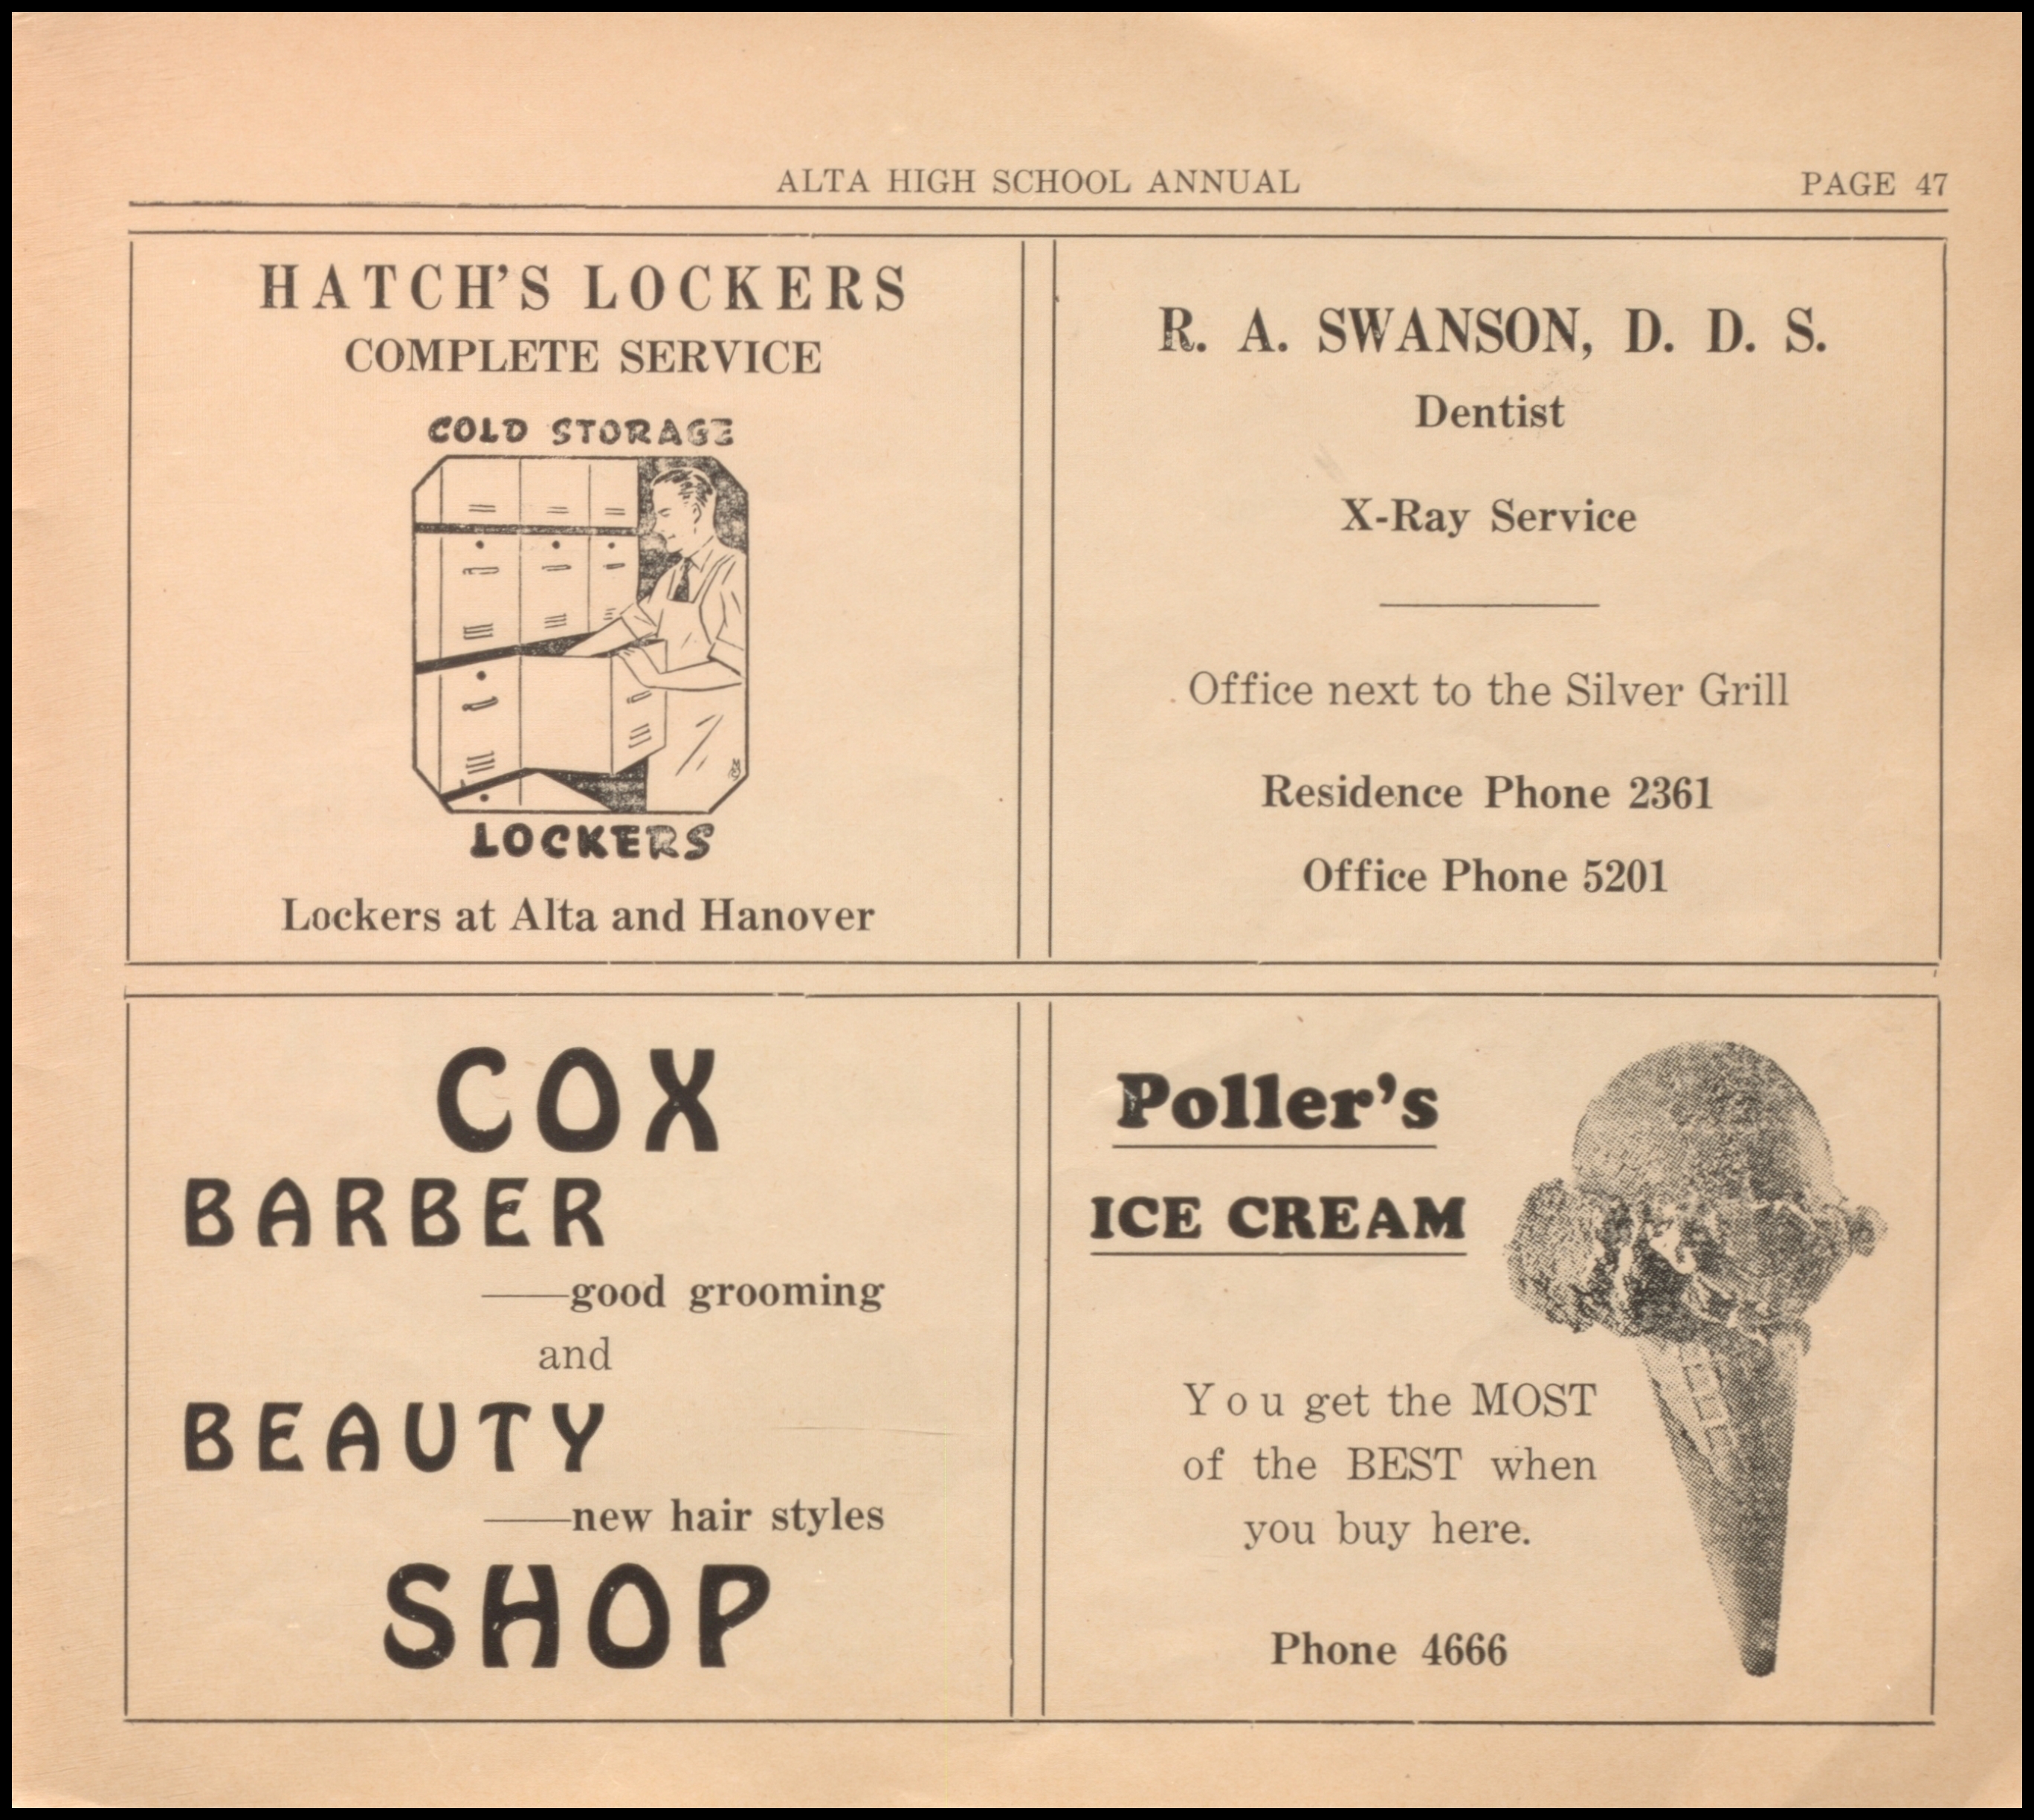 ALTA HIGH SCHOOL ANNUAL
PAGE 47
HATCH'S LOCKERS
COMPLETE SERVICE
COLD STORAGE
LOCKERS
Lockers at Alta and Hanover
R. A. SWANSON, D. D. S.
Dentist
X-Ray Service
Office next to the Silver Grill
Residence Phone 2361
Office Phone 5201
COX
BARBER
——good grooming
and
BEAUTY
——new hair styles
SHOP
Poller's
ICE CREAM
You get the MOST
of the BEST when
you buy here.
Phone 4666